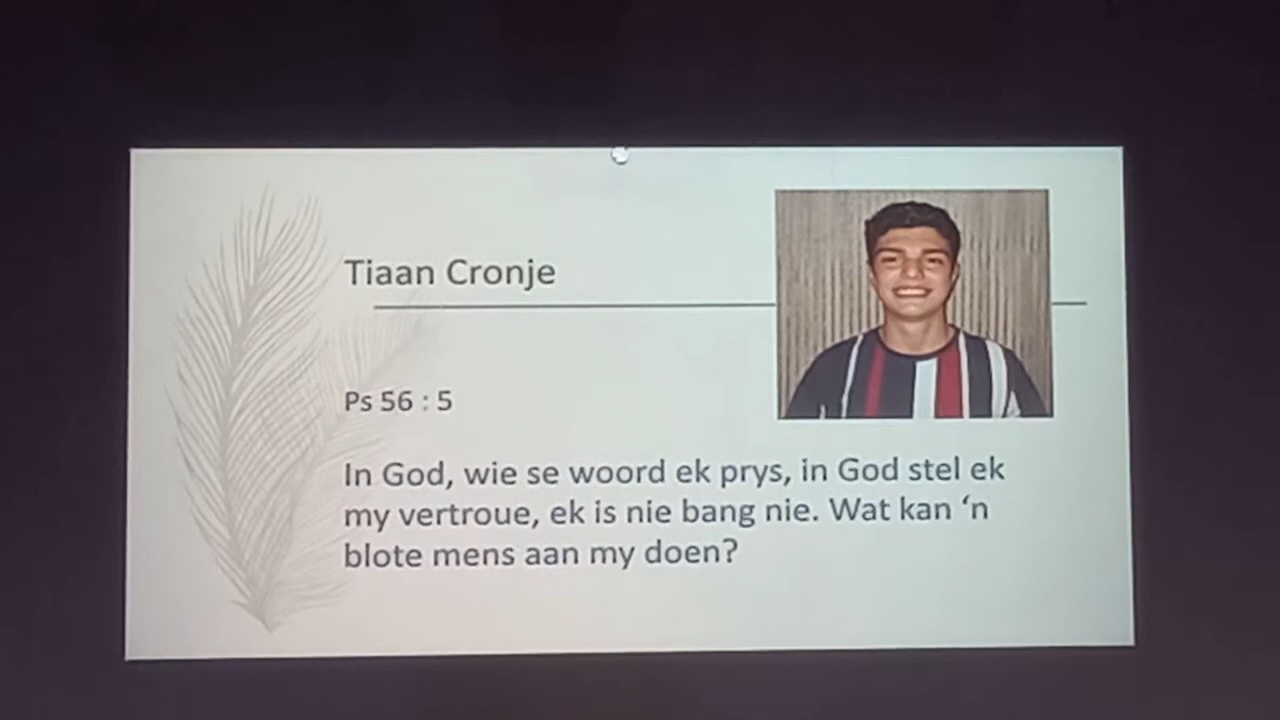 Tiaan Cronje
Ps 56 : 5
In God, wie se woord ek prys, in God stel ek
my vertroue, ek is nie bang nie. Wat kan ‘n
blote mens aan my doen?